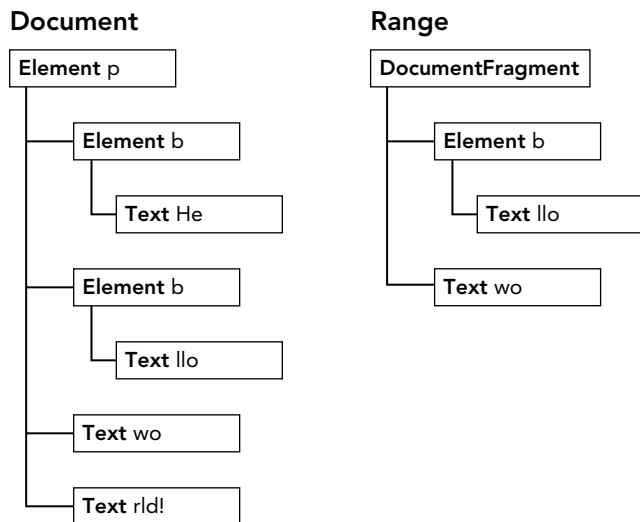 Document
Element p
Element b
Text He
Element b
Text llo
Text wo
Text rld!
Range
DocumentFragment
Element b
Text llo
Text wo